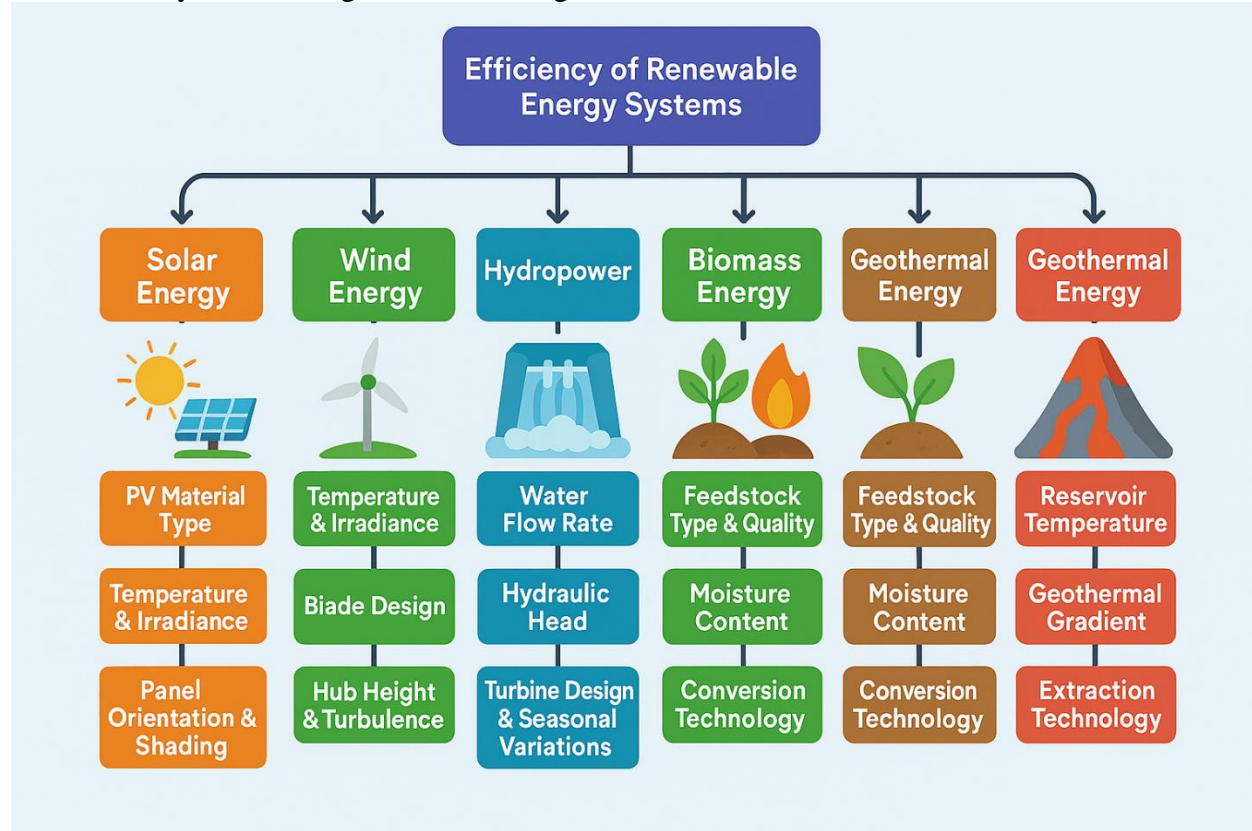 Efficiency of Renewable
Energy Systems
Solar
Energy
Wind
Energy
Hydropower
Biomass
Energy
Geothermal
Energy
Geothermal
Energy
PV Material
Type
Temperature
& Irradiance
Water
Flow Rate
Feedstock
Type & Quality
Feedstock
Type & Quality
Reservoir
Temperature
Temperature
& Irradiance
Biade Design
Hydraulic
Head
Moisture
Content
Moisture
Content
Geothermal
Gradient
Panel
Orientation &
Shading
Hub Height
& Turbulence
Turbine Design
& Seasonal
Variations
Conversion
Technology
Conversion
Technology
Extraction
Technology